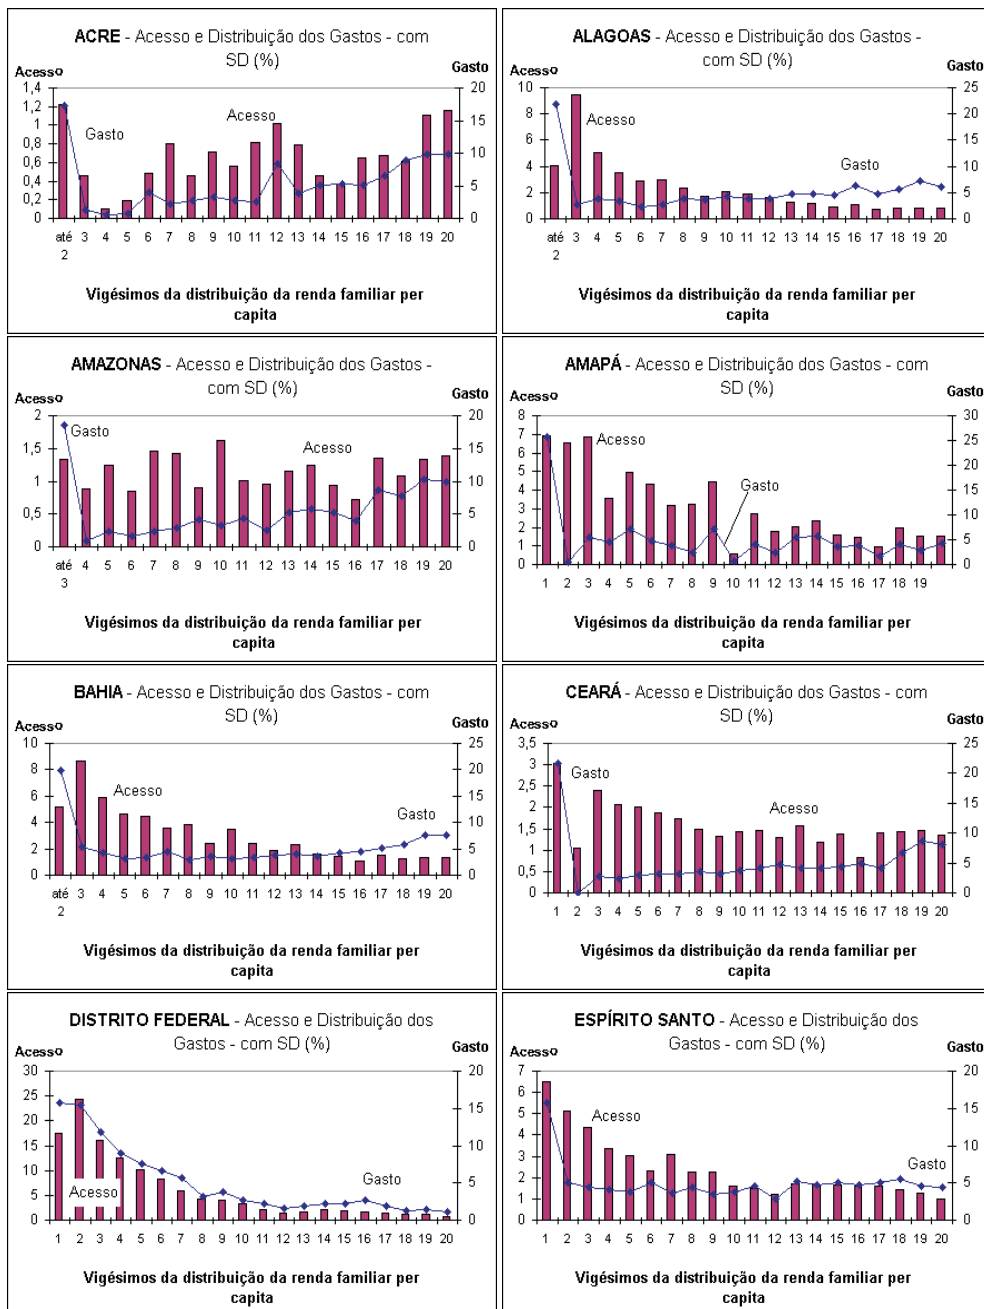 ACRE - Acesso e Distribuição dos Gastos - com
SD (%)
Acesso
Gasto
1,4
1,2
1
0,8
0,6
0,4
0,2
0
20
15
10
5
0
Gasto
Acesso
até 3 4 5 6 7 8 9 10 11 12 13 14 15 16 17 18 19 20
2
Vigésimos da distribuição da renda familiar per
capita
ALAGOAS - Acesso e Distribuição dos Gastos -
com SD (%)
Acesso
Gasto
10
8
6
4
2
0
25
20
15
10
5
0
Acesso
Gasto
até 3 4 5 6 7 8 9 10 11 12 13 14 15 16 17 18 19 20
2
Vigésimos da distribuição da renda familiar per
capita
AMAZONAS - Acesso e Distribuição dos Gastos -
com SD (%)
Acesso
Gasto
2
1,5
1
0,5
0
20
15
10
5
0
Gasto
Acesso
até 4 5 6 7 8 9 10 11 12 13 14 15 16 17 18 19 20
3
Vigésimos da distribuição da renda familiar per
capita
AMAPÁ - Acesso e Distribuição dos Gastos - com
SD (%)
Acesso
Gasto
8
7
6
5
4
3
2
1
0
30
25
20
15
10
5
0
Acesso
Gasto
1 2 3 4 5 6 7 8 9 10 11 12 13 14 15 16 17 18 19
Vigésimos da distribuição da renda familiar per
capita
BAHIA - Acesso e Distribuição dos Gastos - com
SD (%)
Acesso
Gasto
10
8
6
4
2
0
25
20
15
10
5
0
Acesso
Gasto
até 3 4 5 6 7 8 9 10 11 12 13 14 15 16 17 18 19 20
2
Vigésimos da distribuição da renda familiar per
capita
CEARÁ - Acesso e Distribuição dos Gastos - com
SD (%)
Acesso
Gasto
3,5
3
2,5
2
1,5
1
0,5
0
25
20
15
10
5
0
Gasto
Acesso
1 2 3 4 5 6 7 8 9 10 11 12 13 14 15 16 17 18 19 20
Vigésimos da distribuição da renda familiar per
capita
DISTRITO FEDERAL - Acesso e Distribuição dos
Gastos - com SD (%)
Acesso
Gasto
30
25
20
15
10
5
0
20
15
10
5
0
Acesso
Gasto
1 2 3 4 5 6 7 8 9 10 11 12 13 14 15 16 17 18 19 20
Vigésimos da distribuição da renda familiar per
capita
ESPÍRITO SANTO - Acesso e Distribuição dos
Gastos - com SD (%)
Acesso
Gasto
7
6
5
4
3
2
1
0
20
15
10
5
0
Acesso
Gasto
1 2 3 4 5 6 7 8 9 10 11 12 13 14 15 16 17 18 19 20
Vigésimos da distribuição da renda familiar per
capita